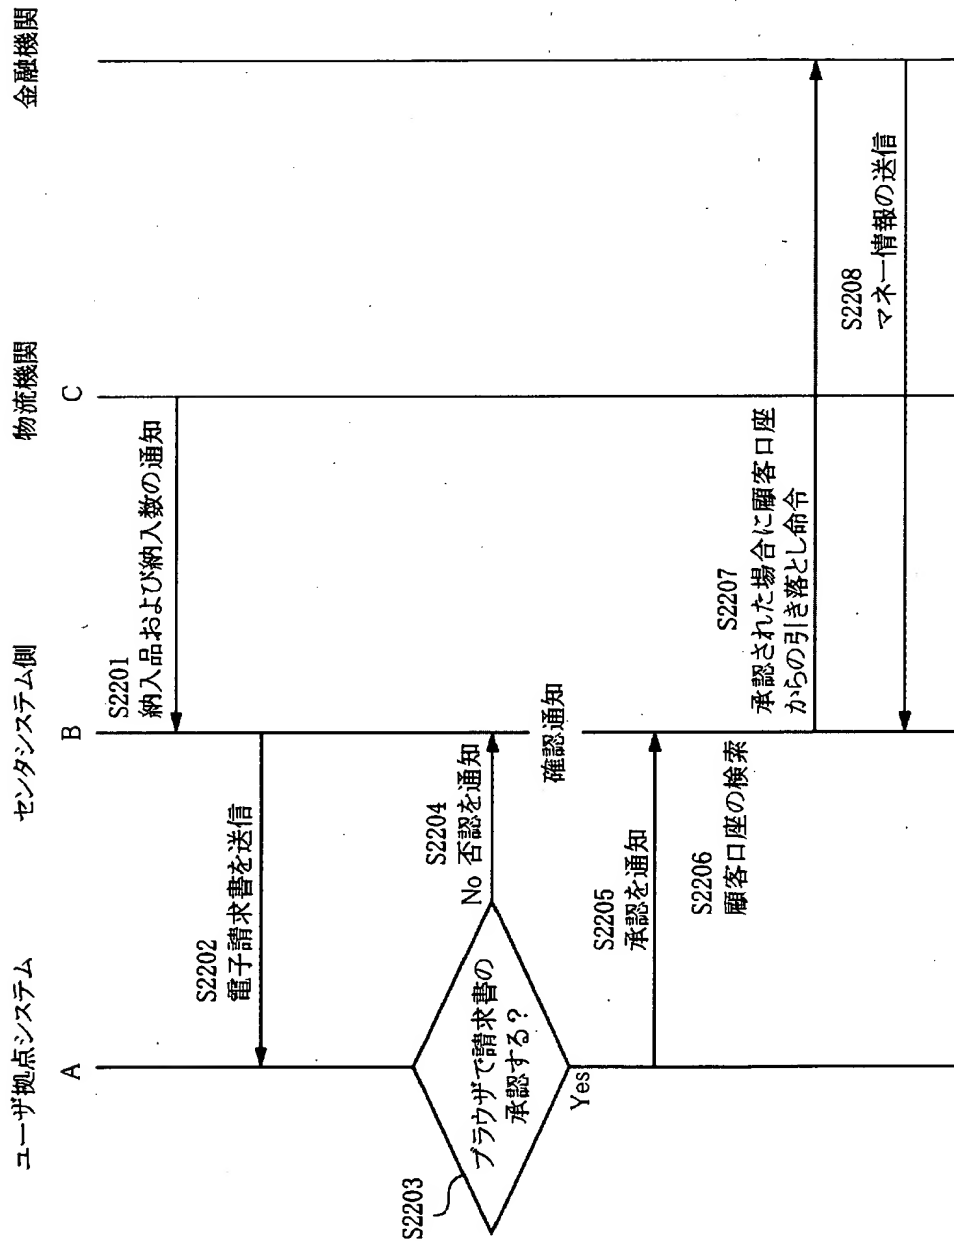 ユーザ拠点システム
センタシステム側
物流機関
金融機関
A
B
C
S2201
納入品および納入数の通知
S2202
電子請求書を送信
S2203
ブラウザで請求書の
承認する?
S2204
No 否認を通知
確認通知
Yes
S2205
承認を通知
S2206
顧客口座の検索
S2207
承認された場合に顧客口座
からの引き落とし命令
S2208
マネー情報の送信